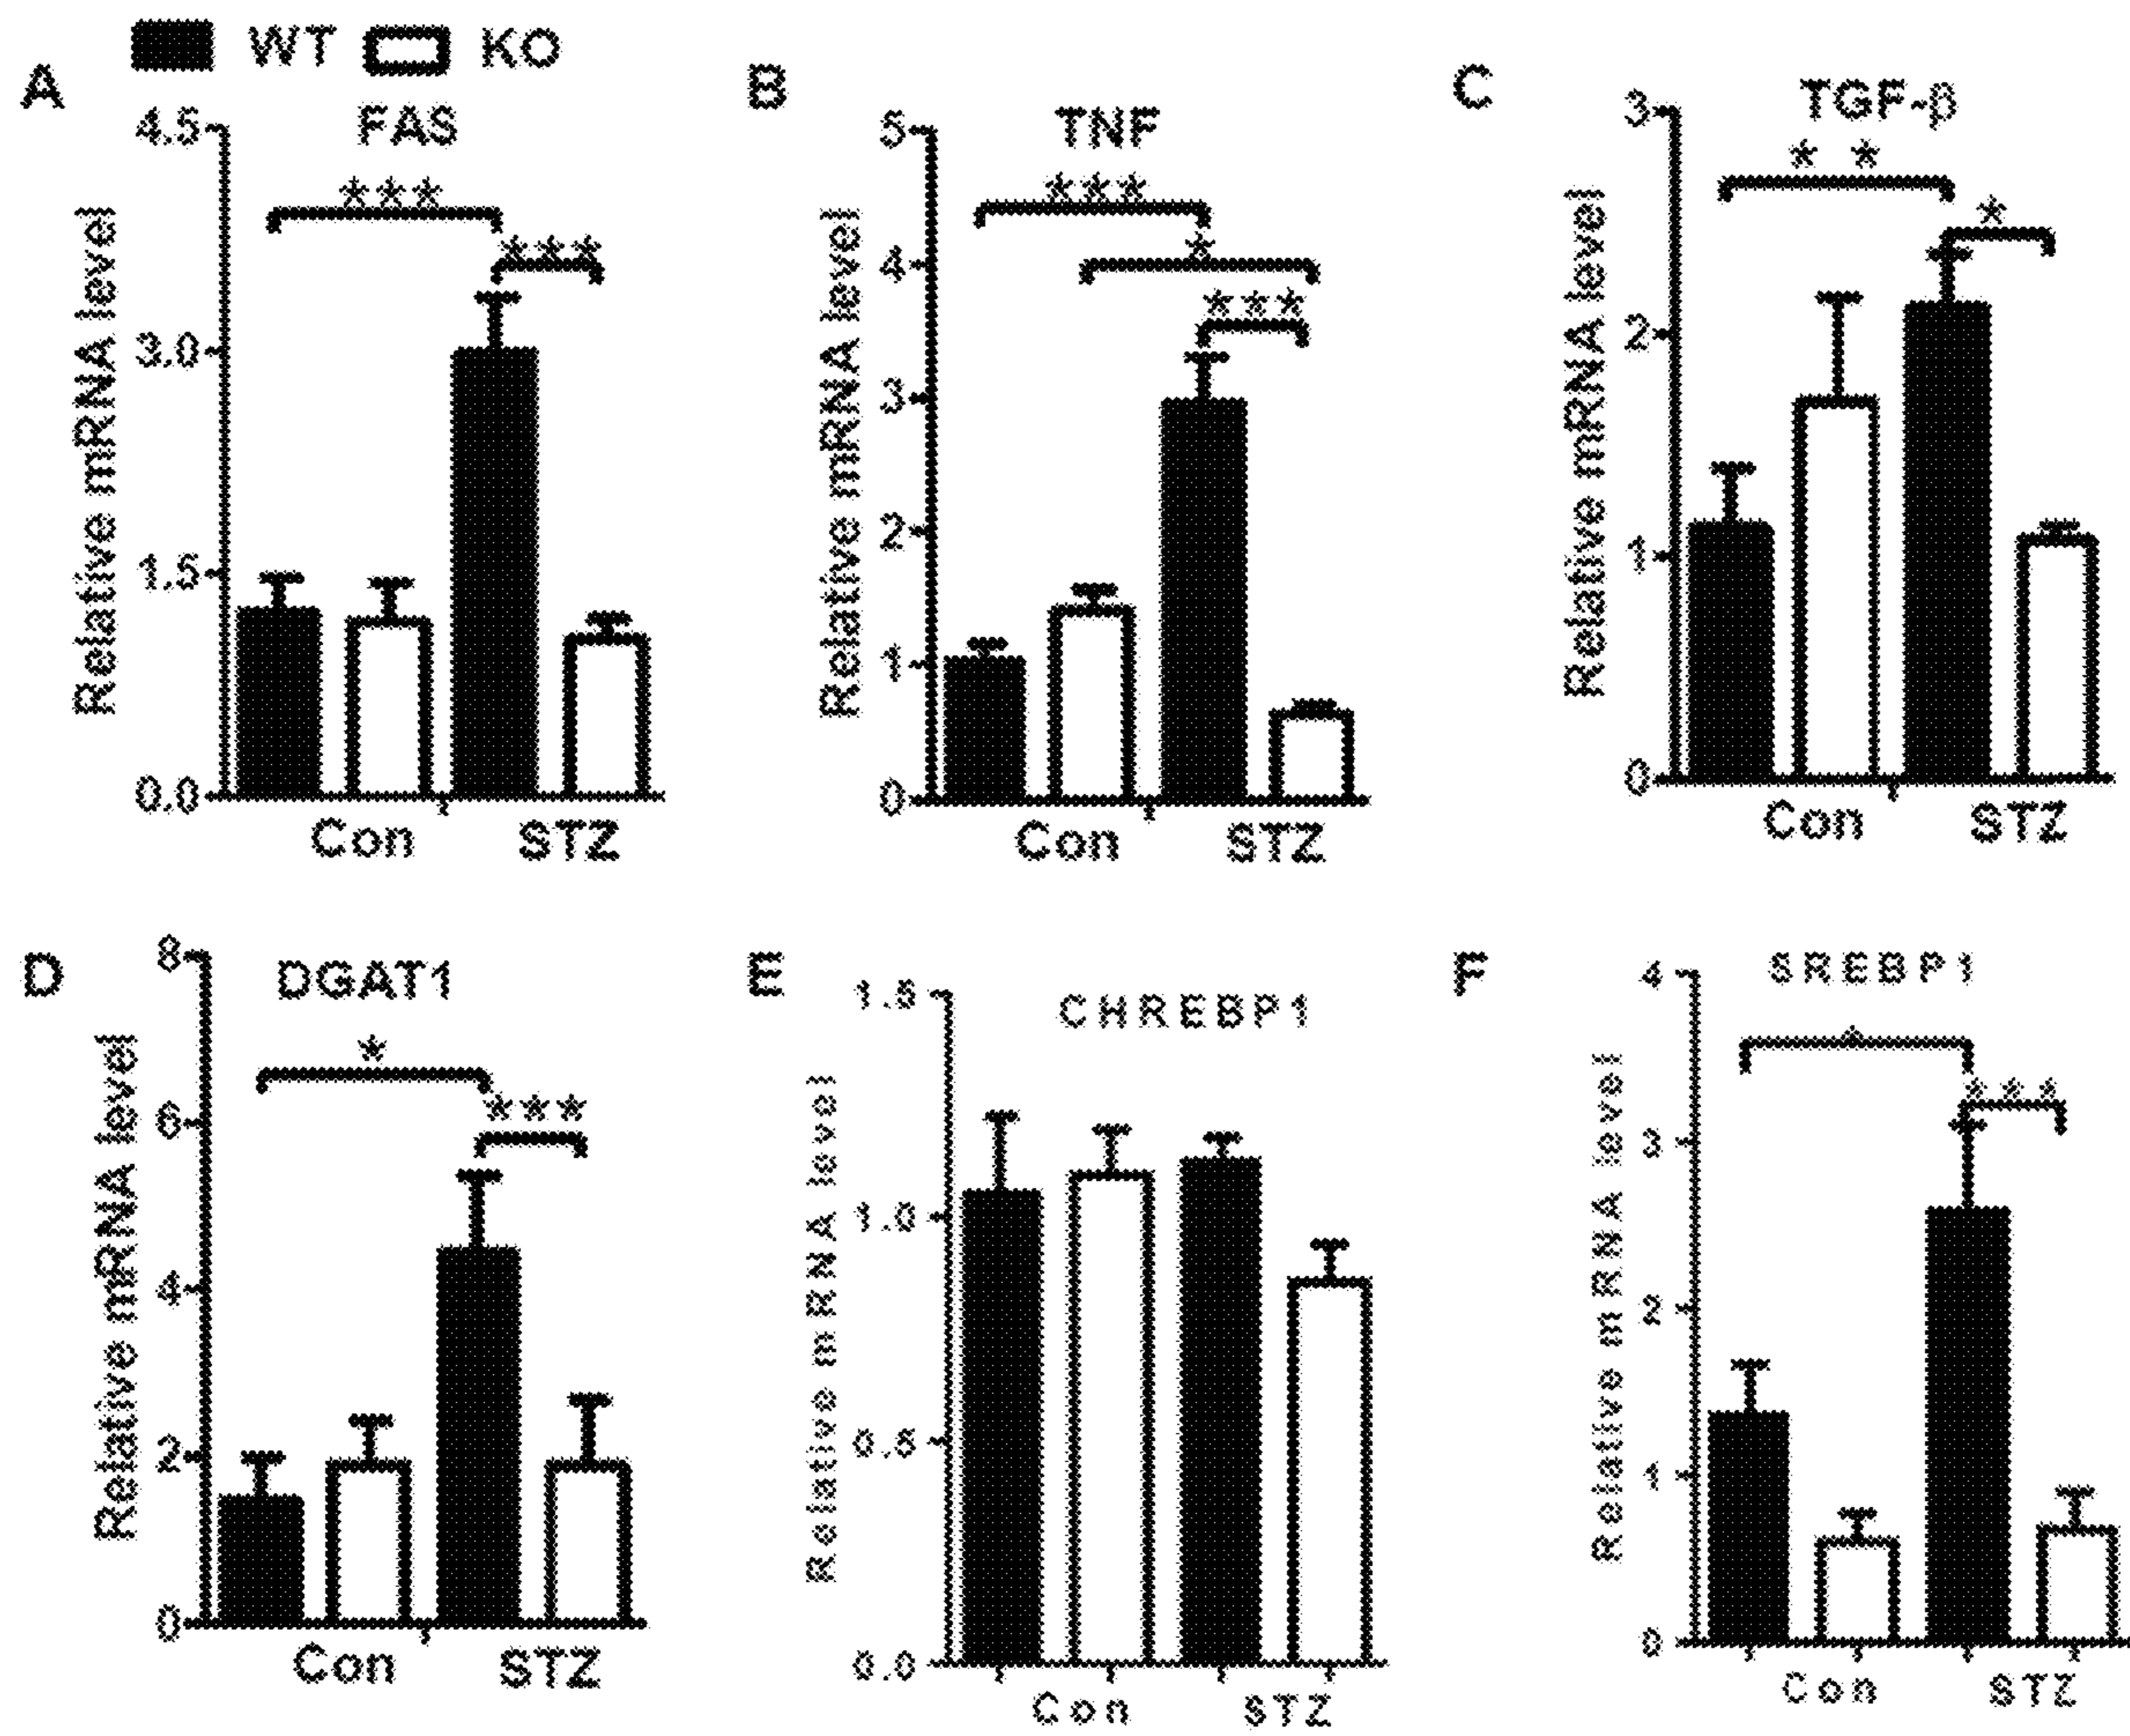 WT KO
A
FAS
4.5
3.0
1.5
0.0
Relative mRNA level
***
***
Con STZ
B
TNF
5
4
3
2
1
0
Relative mRNA level
***
*
***
Con STZ
C
TGF-β
3
2
1
0
Relative mRNA level
* *
*
Con STZ
D
DGAT1
8
6
4
2
0
Relative mRNA level
*
***
Con STZ
E
CHREBP1
1.5
1.0
0.5
0.0
Relative mRNA level
Con STZ
F
SREBP1
4
3
2
1
0
Relative mRNA level
*
***
Con STZ